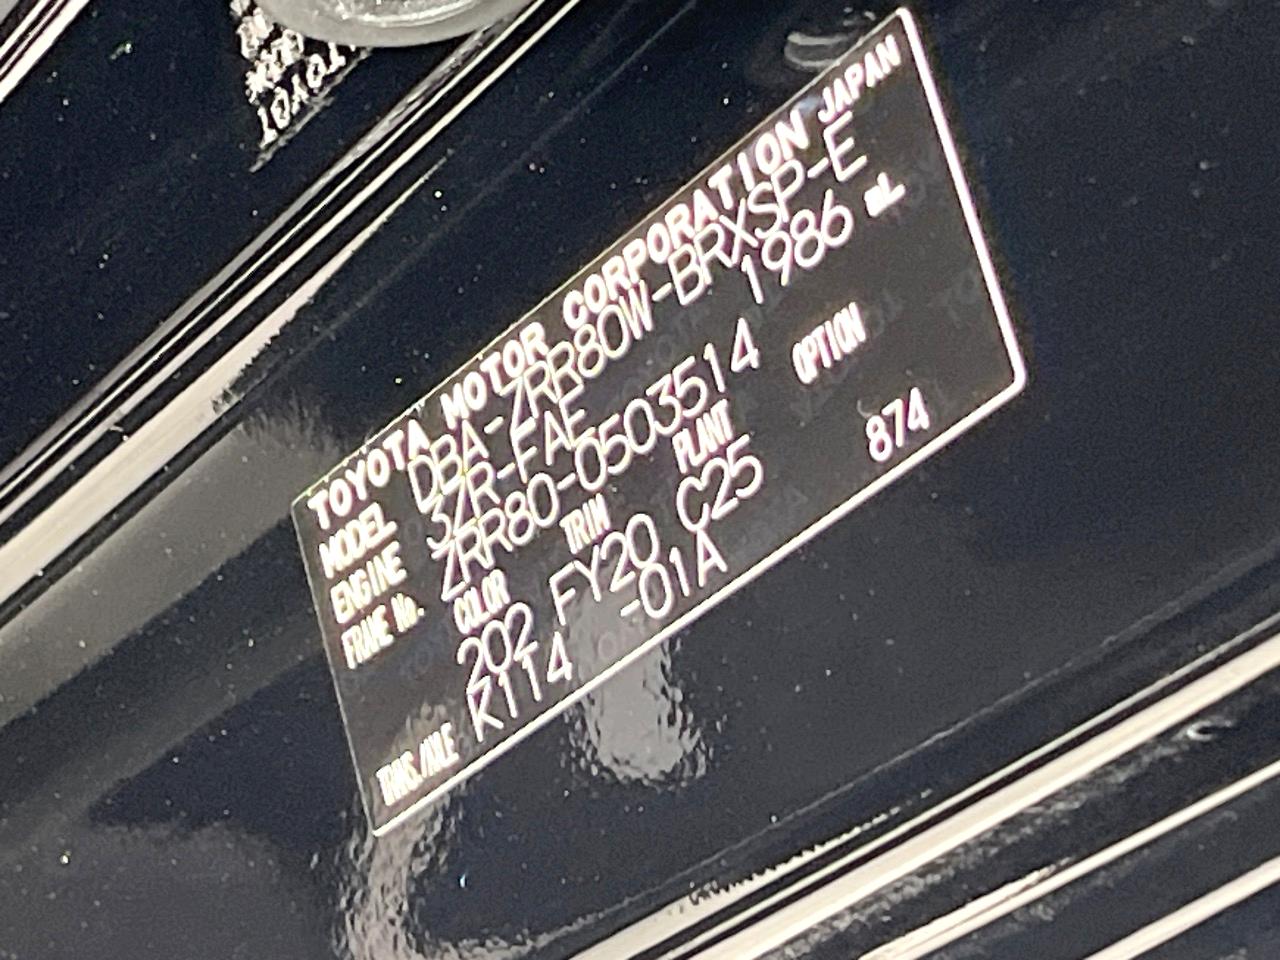 TOYOTA MOTOR CORPORATION JAPAN
MODEL DBA-ZRR80W-BRXSP-E
ENGINE 3ZR-FAE 1986 mL
FRAME No. ZRR80-0503514
COLOR TRIM PLANT OPTION
202 FY20 C25 874
TRANS./AXLE K114 -01A
TOYOT